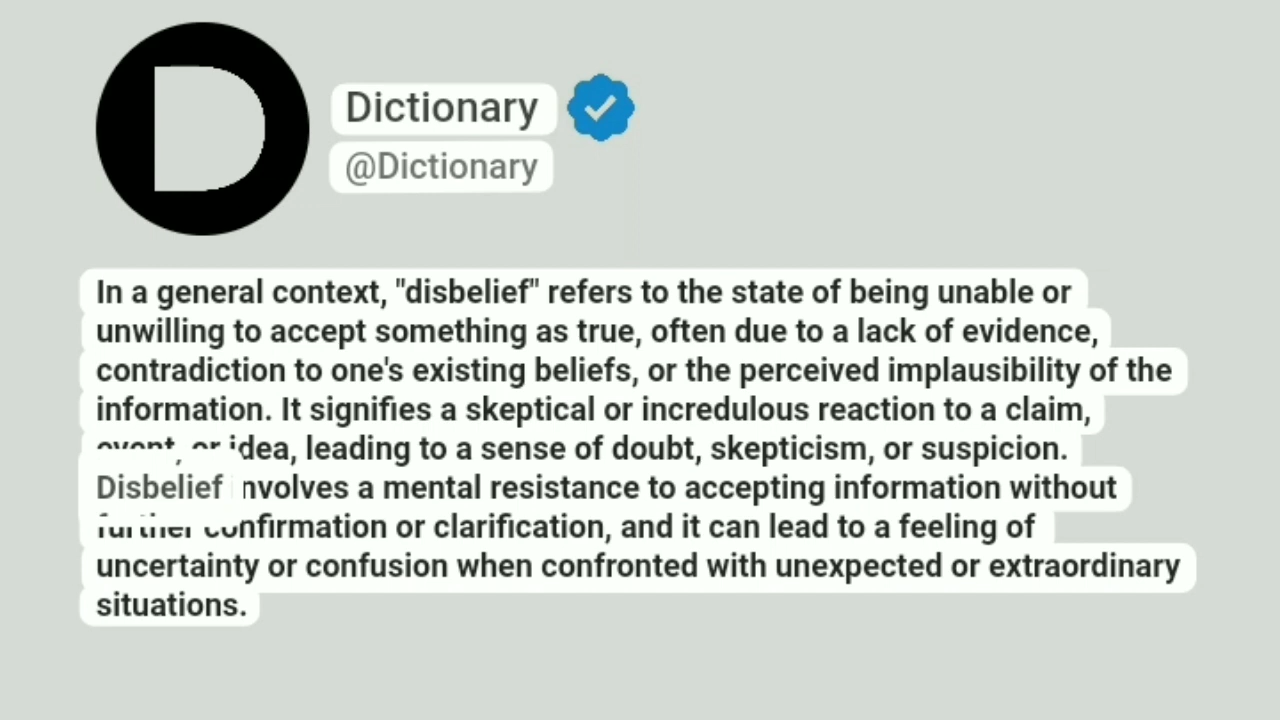 Dictionary
@Dictionary
In a general context, "disbelief" refers to the state of being unable or
unwilling to accept something as true, often due to a lack of evidence,
contradiction to one's existing beliefs, or the perceived implausibility of the
information. It signifies a skeptical or incredulous reaction to a claim,
event, or idea, leading to a sense of doubt, skepticism, or suspicion.
Disbelief involves a mental resistance to accepting information without
further confirmation or clarification, and it can lead to a feeling of
uncertainty or confusion when confronted with unexpected or extraordinary
situations.